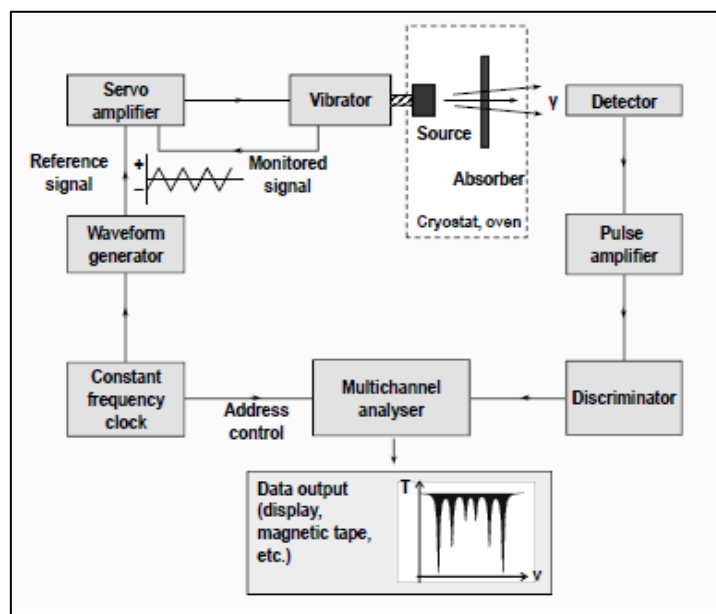 Servo
amplifier
Vibrator
Source
γ
Detector
Reference
signal
+
−
Monitored
signal
Absorber
Cryostat, oven
Waveform
generator
Pulse
amplifier
Constant
frequency
clock
Address
control
Multichannel
analyser
Discriminator
Data output
(display,
magnetic tape,
etc.)
T
v